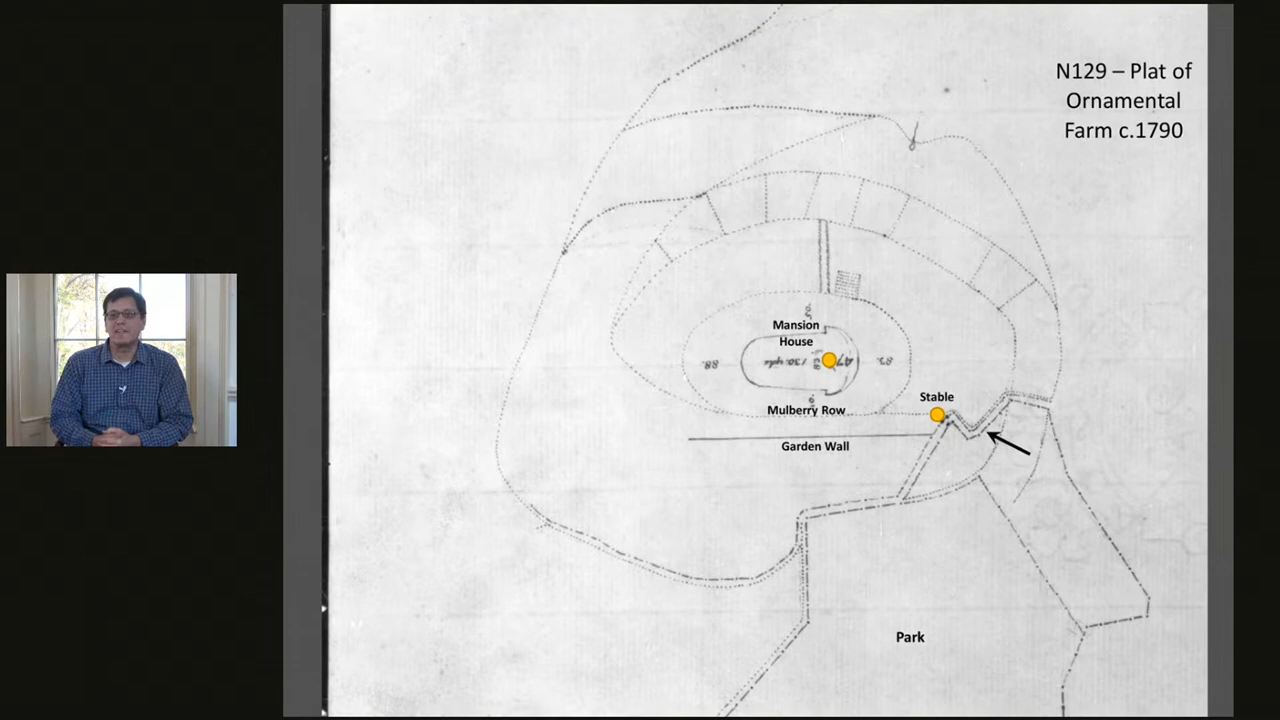 N129 – Plat of
Ornamental
Farm c.1790
Mansion
House
Mulberry Row
Stable
Garden Wall
Park